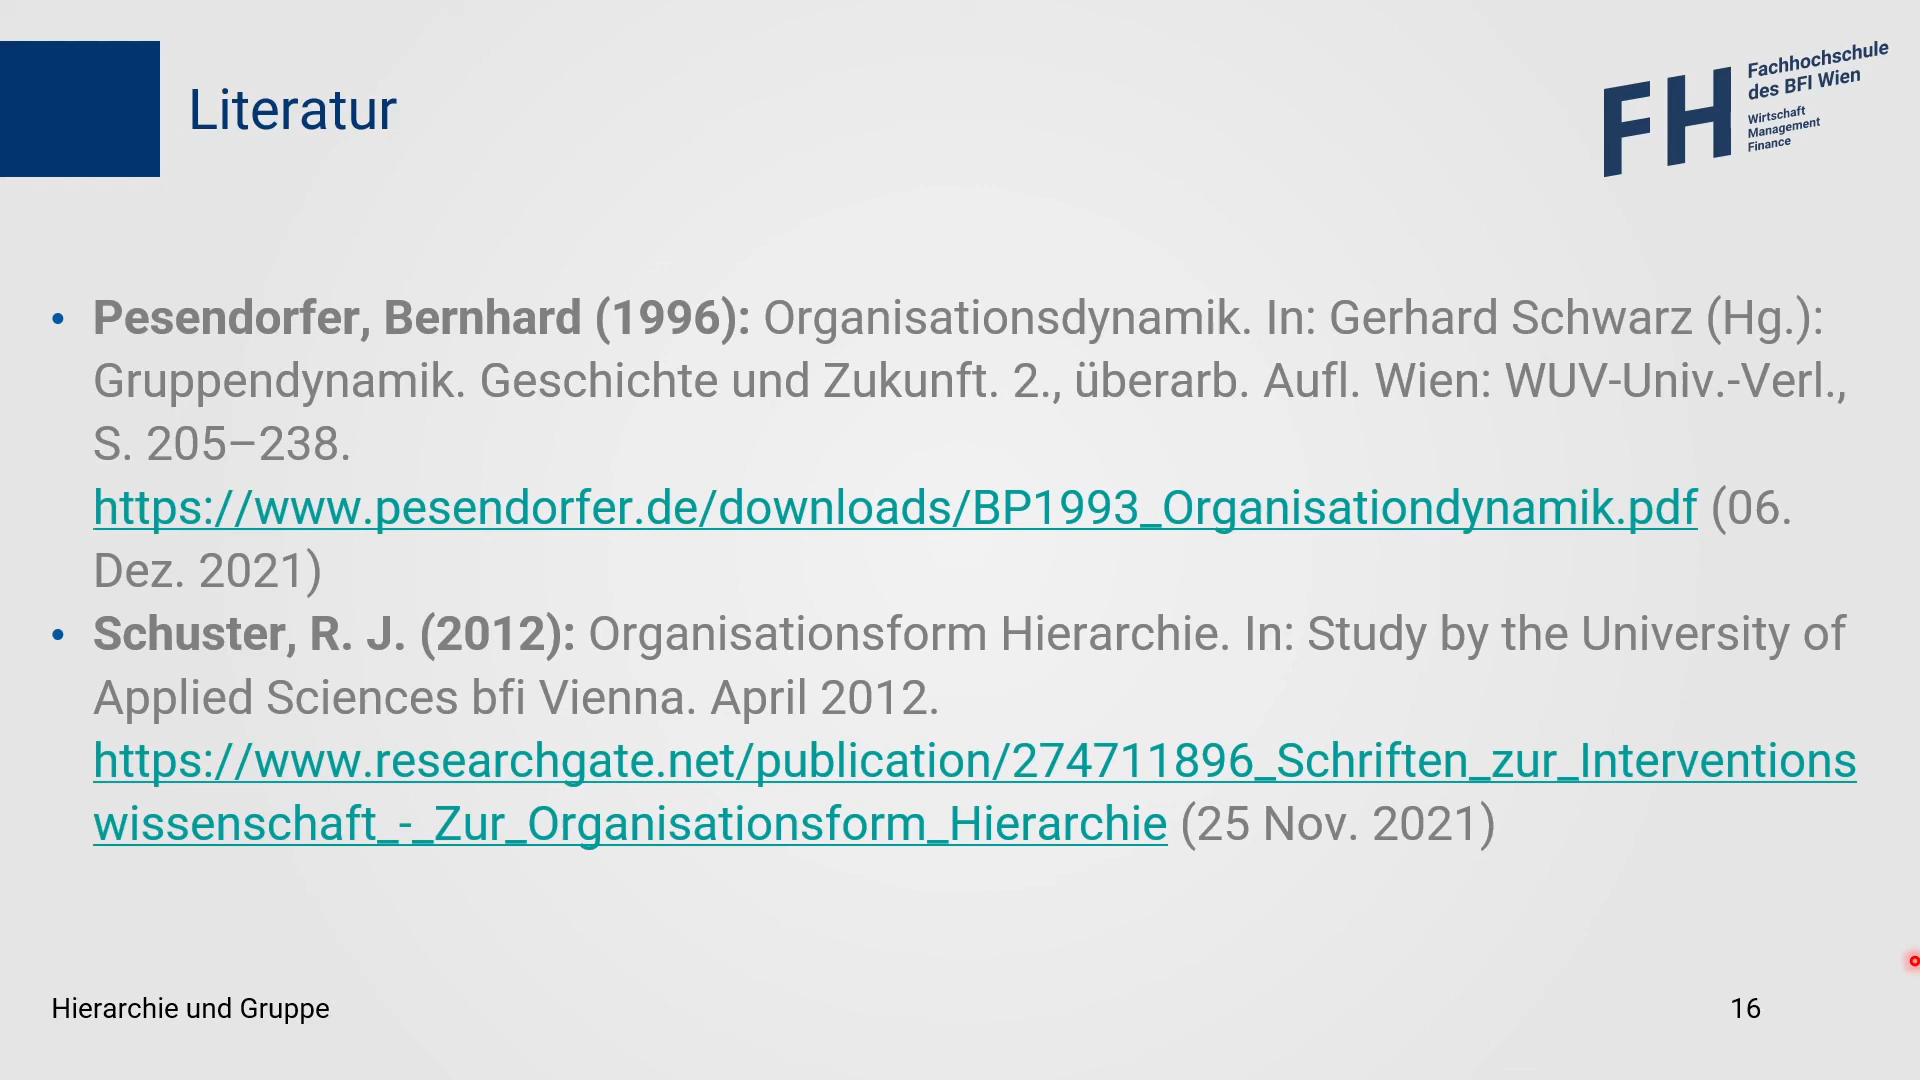 Literatur
FH
Fachhochschule
des BFI Wien
Wirtschaft
Management
Finance
• Pesendorfer, Bernhard (1996): Organisationsdynamik. In: Gerhard Schwarz (Hg.):
Gruppendynamik. Geschichte und Zukunft. 2., überarb. Aufl. Wien: WUV-Univ.-Verl.,
S. 205–238.
https://www.pesendorfer.de/downloads/BP1993_Organisationdynamik.pdf (06.
Dez. 2021)
• Schuster, R. J. (2012): Organisationsform Hierarchie. In: Study by the University of
Applied Sciences bfi Vienna. April 2012.
https://www.researchgate.net/publication/274711896_Schriften_zur_Interventions
wissenschaft_-_Zur_Organisationsform_Hierarchie (25 Nov. 2021)
Hierarchie und Gruppe
16